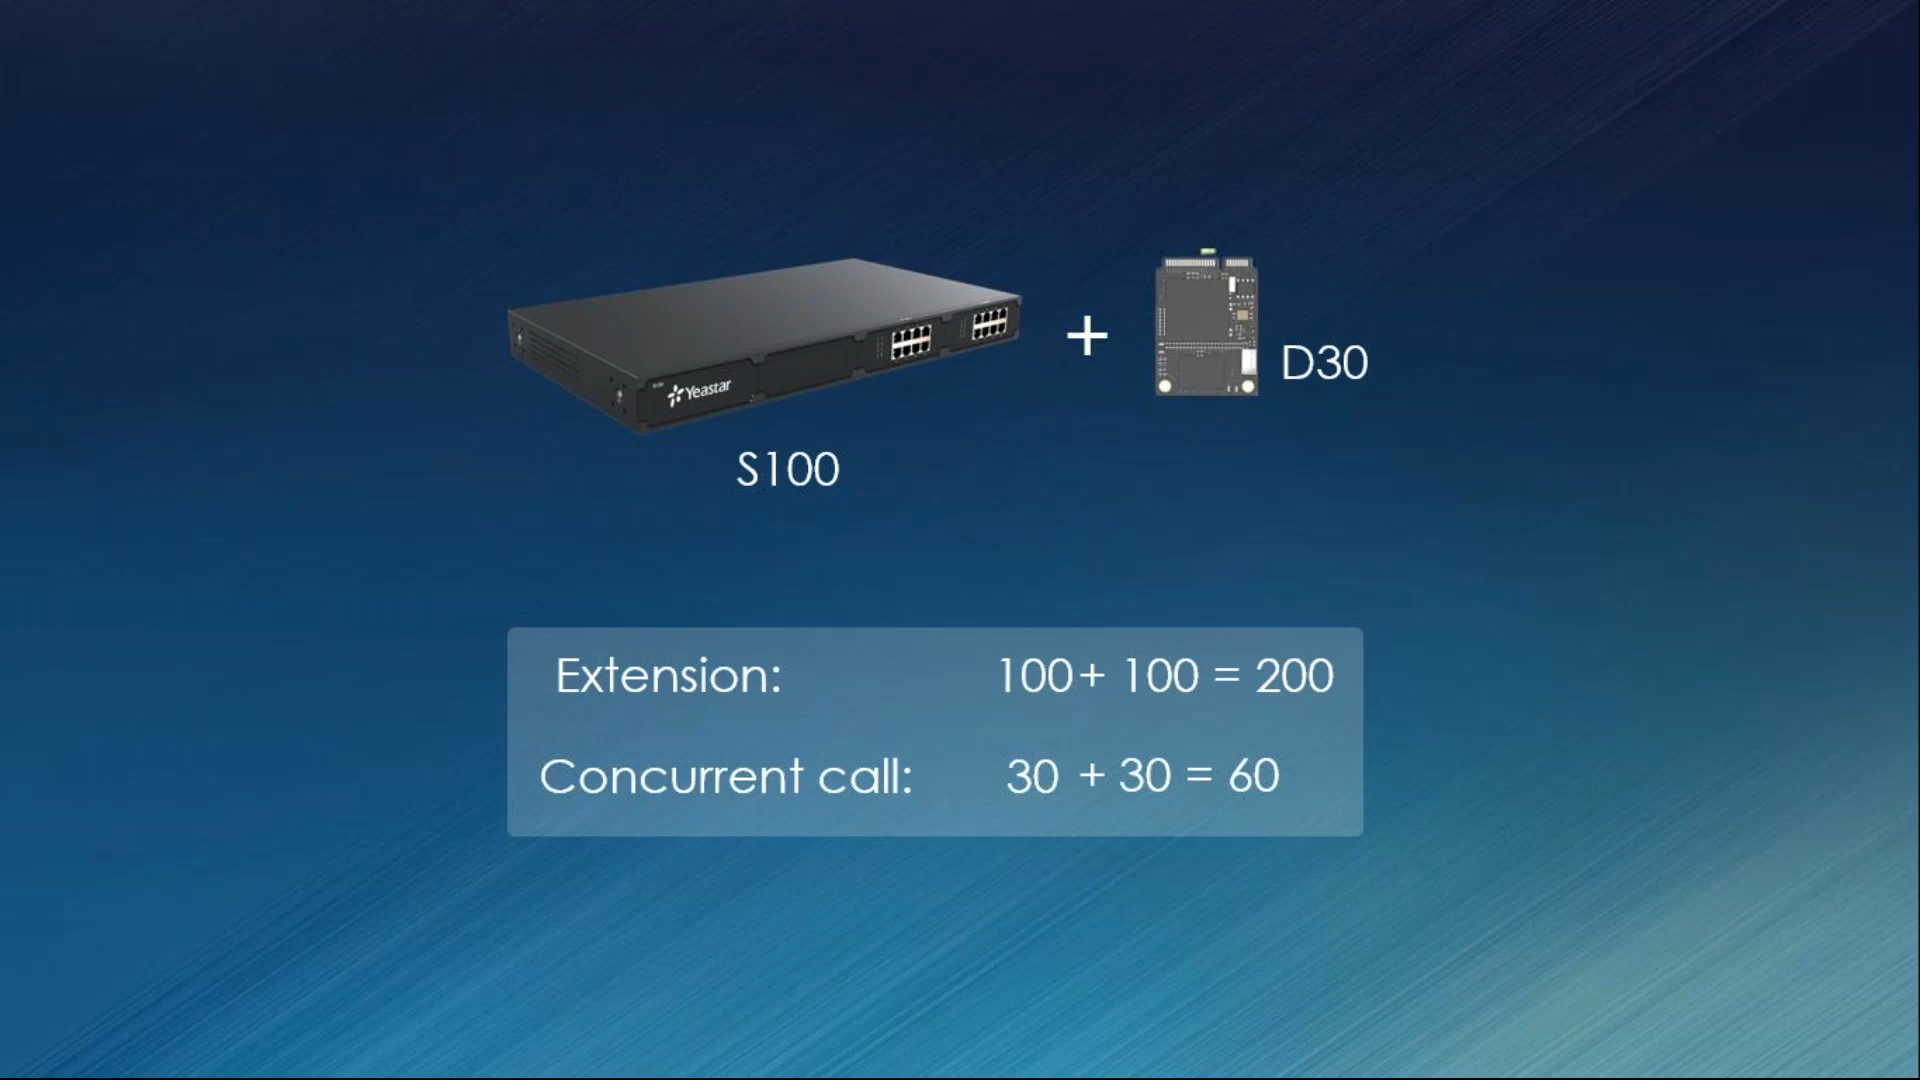 Yeastar
D30
S100
Extension: 100+ 100 = 200
Concurrent call: 30 + 30 = 60